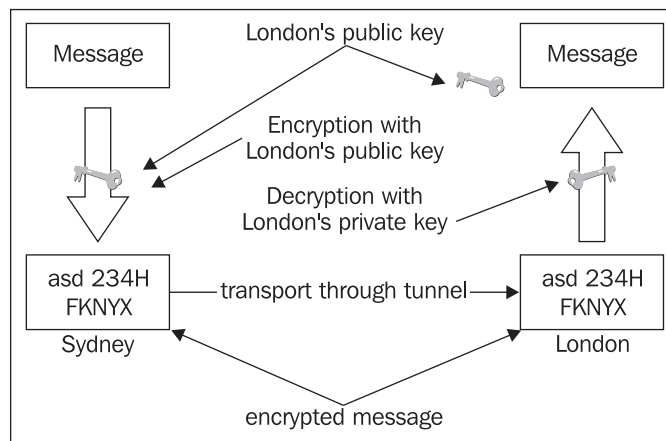 London's public key
Message
Message
Encryption with
London's public key
Decryption with
London's private key
asd 234H
FKNYX
transport through tunnel
asd 234H
FKNYX
Sydney
London
encrypted message